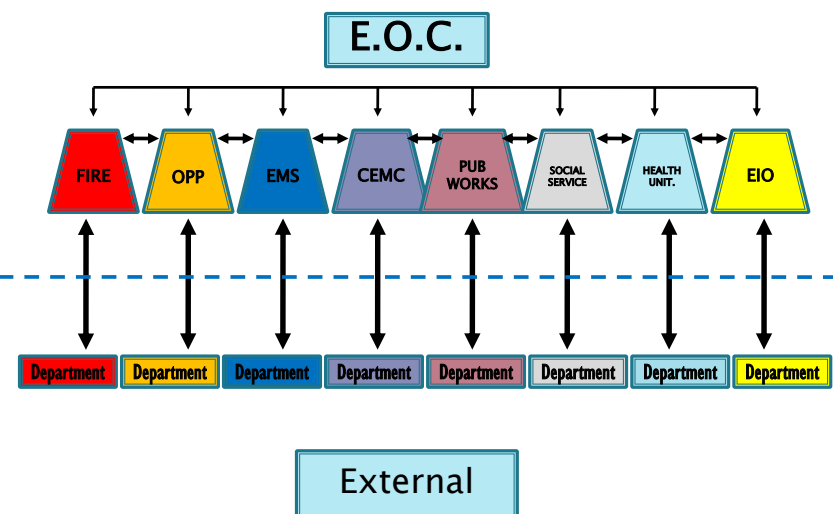 E.O.C.
FIRE
OPP
EMS
CEMC
PUB
WORKS
SOCIAL
SERVICE
HEALTH
UNIT.
EIO
Department
Department
Department
Department
Department
Department
Department
Department
External